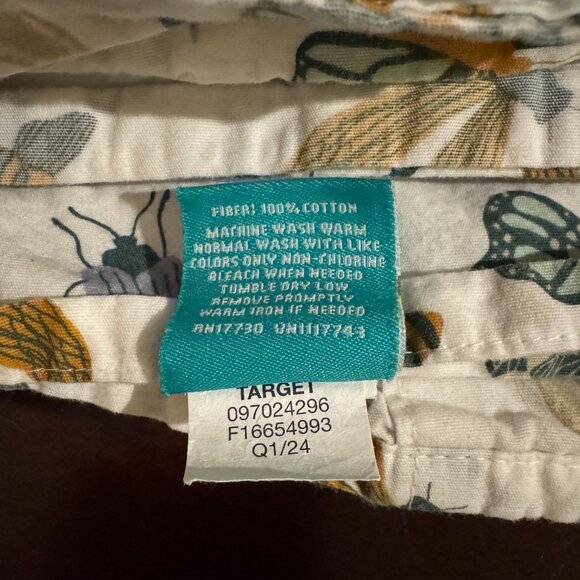 FIBER: 100% COTTON
MACHINE WASH WARM
NORMAL WASH WITH LIKE
COLORS ONLY NON-CHLORINE
BLEACH WHEN NEEDED
TUMBLE DRY LOW
REMOVE PROMPTLY
WARM IRON IF NEEDED
RN17730 UN1117743
TARGET
097024296
F16654993
Q1/24